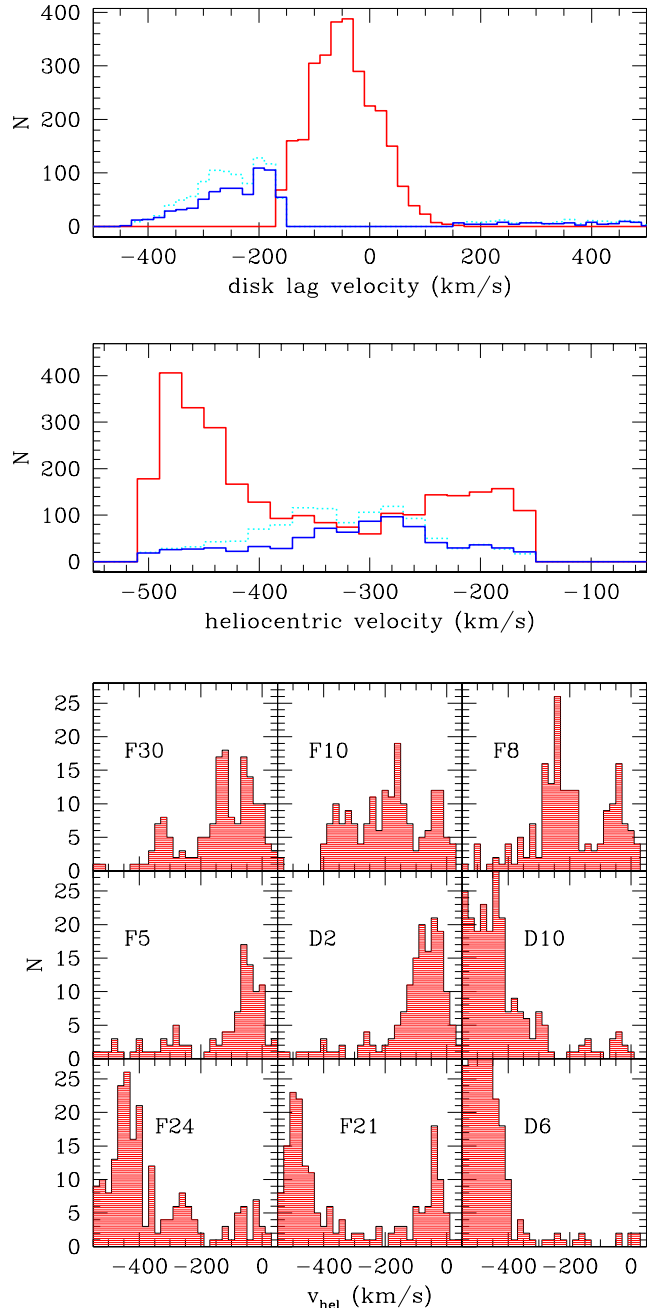 400
300
200
100
0
N
−400 −200 0 200 400
disk lag velocity (km/s)
400
300
200
100
0
N
−500 −400 −300 −200 −100
heliocentric velocity (km/s)
25
20
15
10
5
0
F30 F10 F8
25
20
15
10
5
0
N
F5 D2 D10
25
20
15
10
5
0
F24 F21 D6
−400 −200 0 −400 −200 0 −400 −200 0
v_hel (km/s)